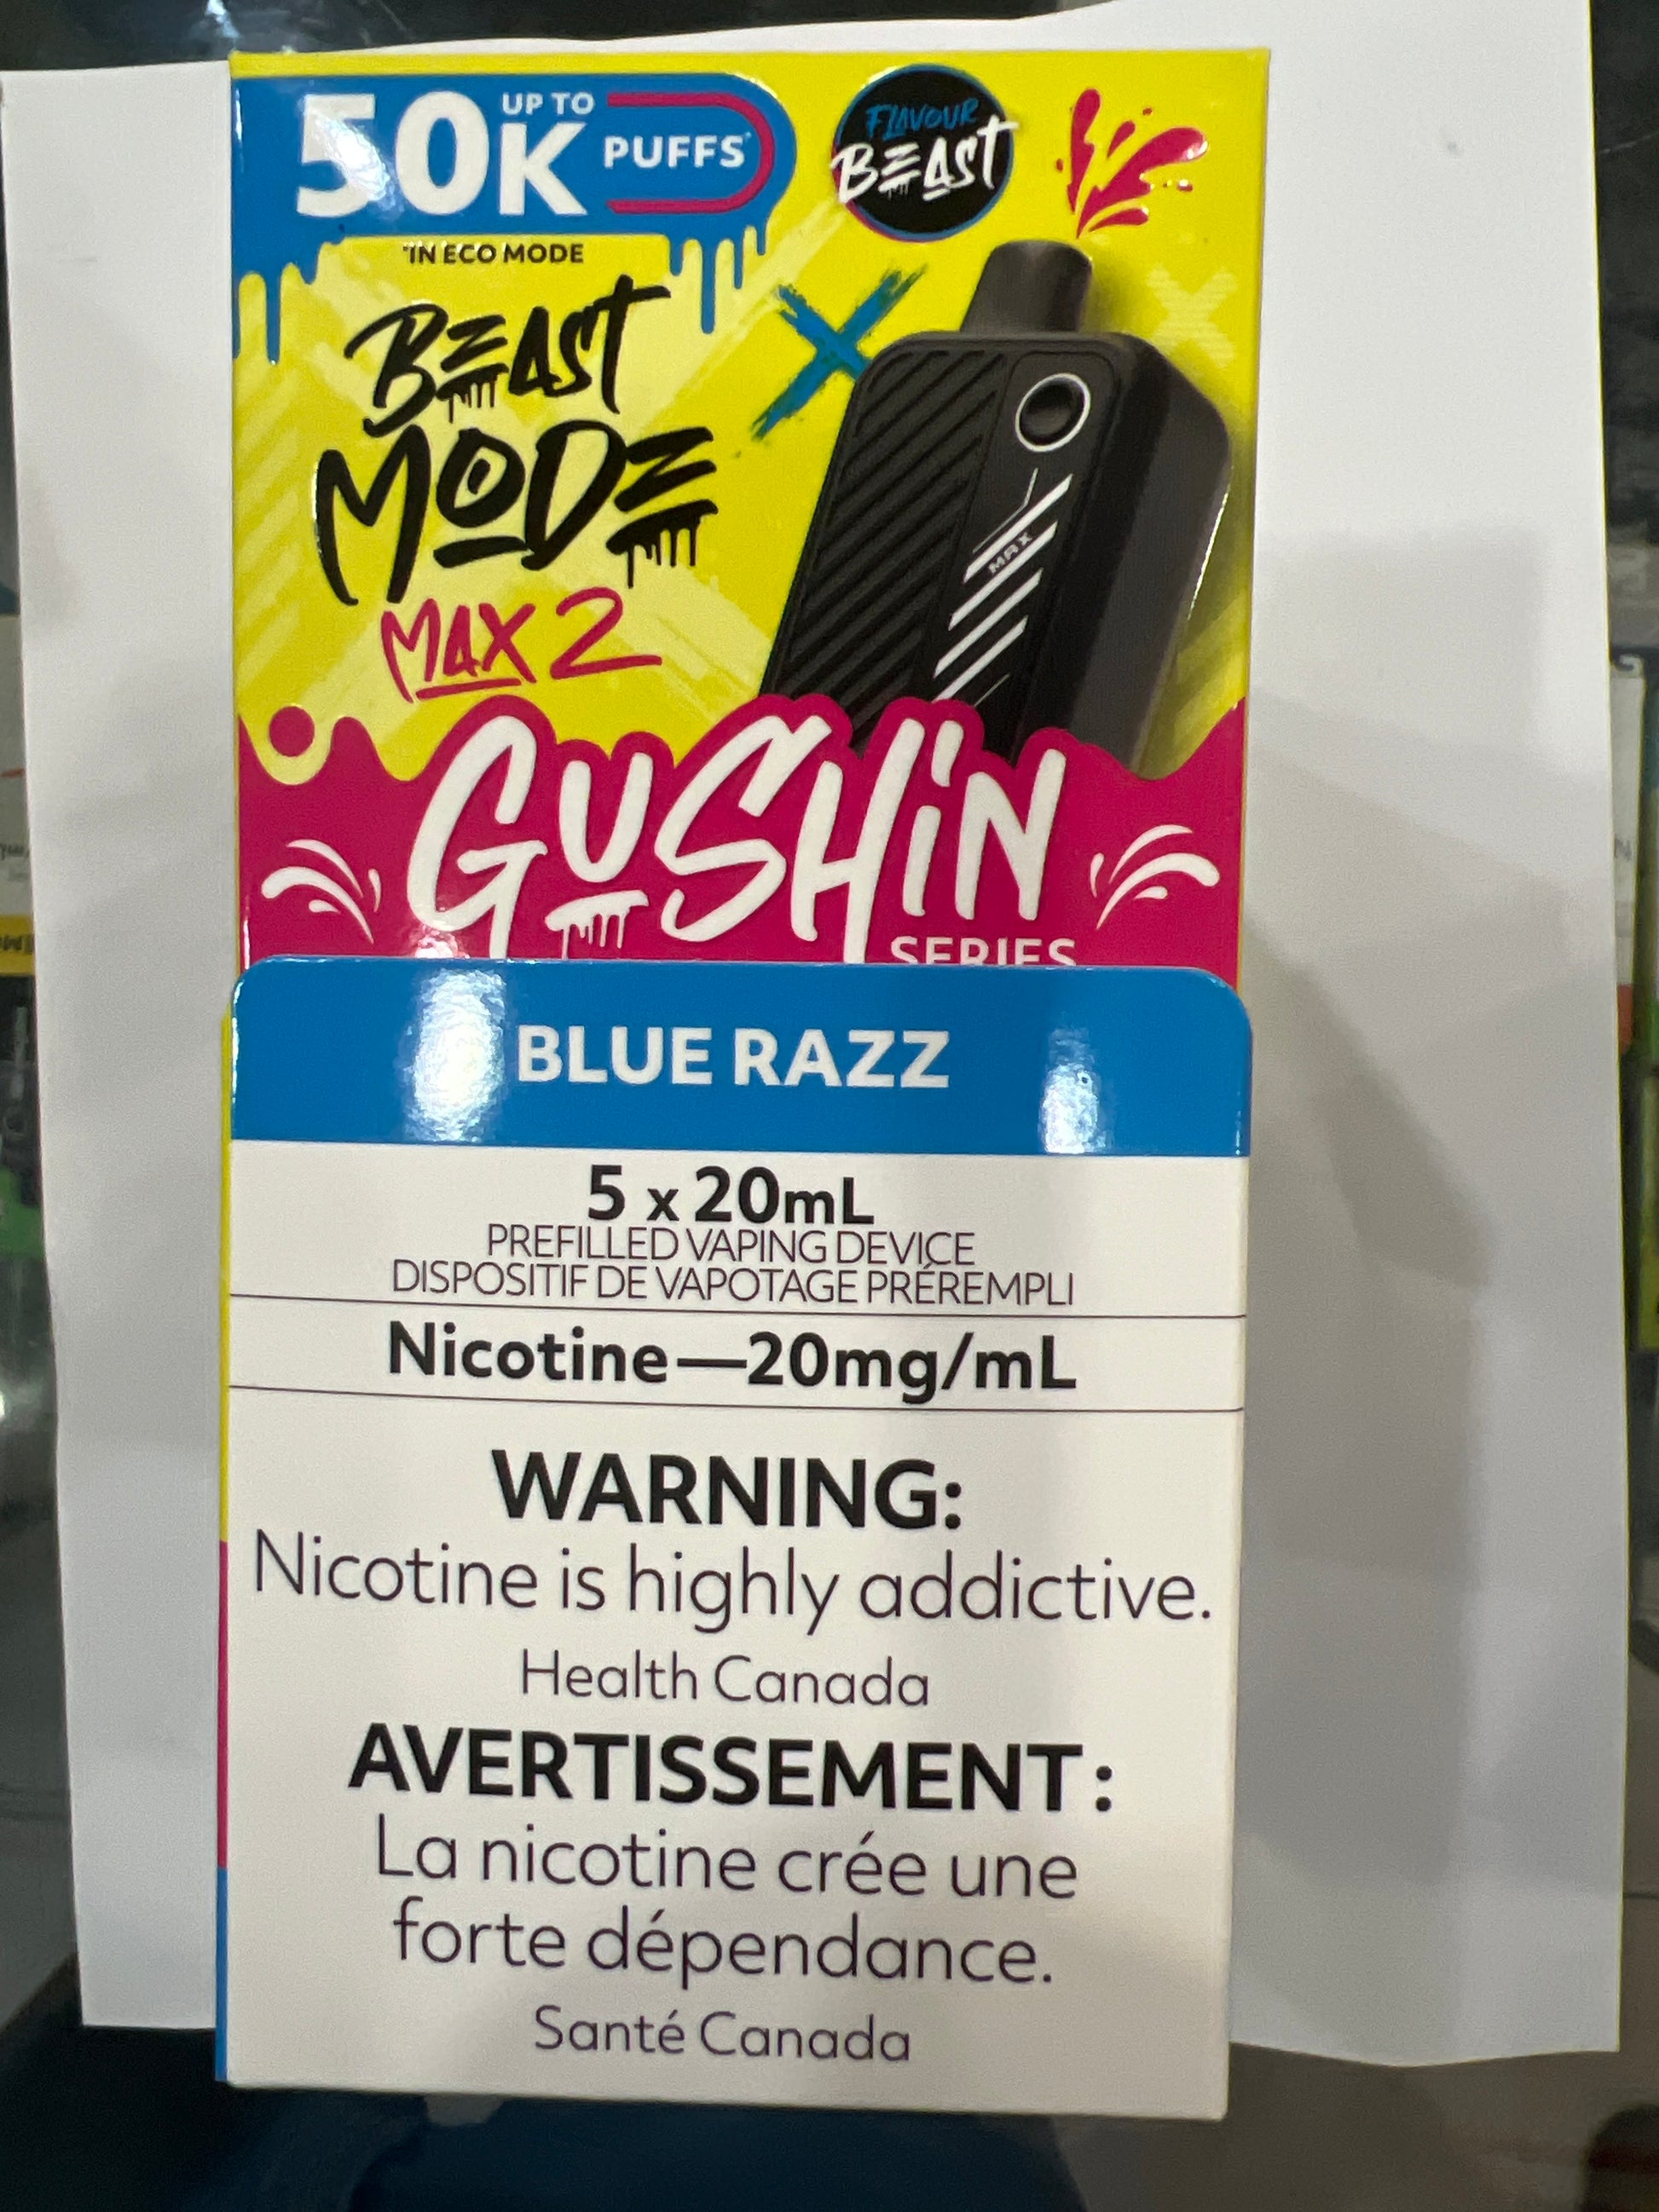 UP TO
50K PUFFS*
*IN ECO MODE
FLAVOUR
BEAST
BEAST
MODE
MAX 2
MAX
GUSHiN
SERIES
BLUE RAZZ
5 x 20mL
PREFILLED VAPING DEVICE
DISPOSITIF DE VAPOTAGE PRÉREMPLI
Nicotine—20mg/mL
WARNING:
Nicotine is highly addictive.
Health Canada
AVERTISSEMENT :
La nicotine crée une
forte dépendance.
Santé Canada